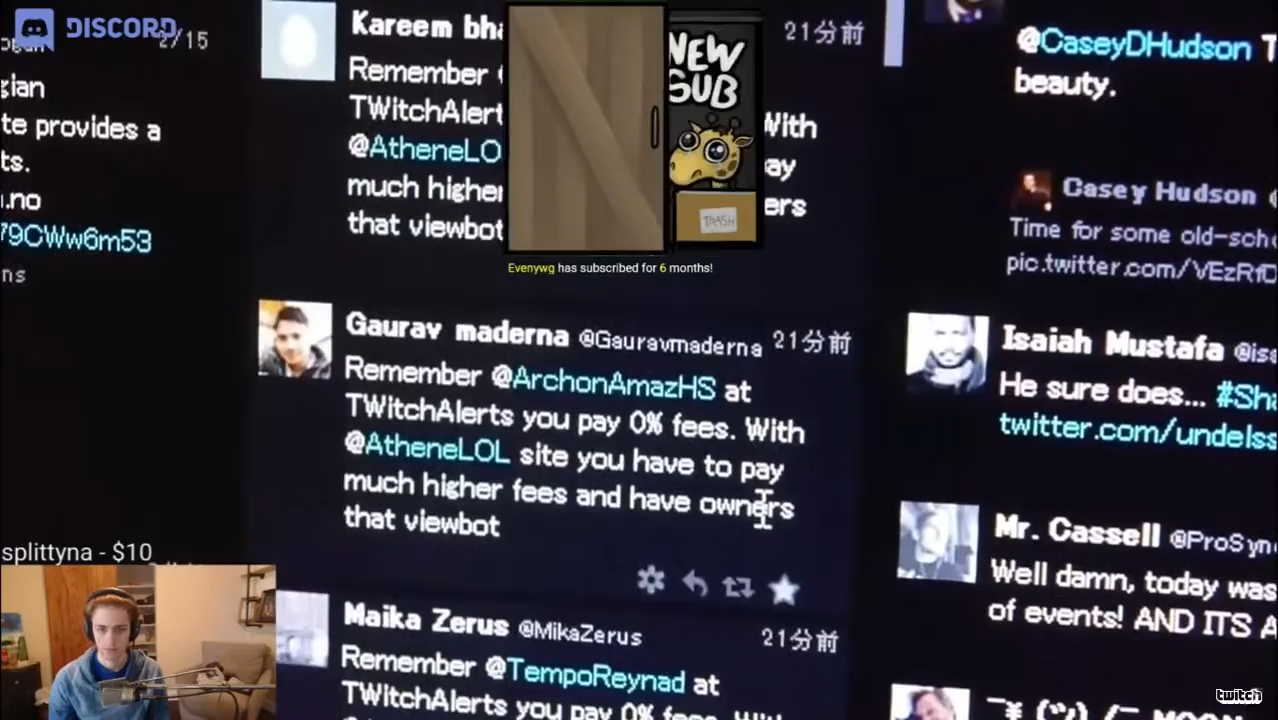 DISCORD
2/15
gian
te provides a
ts.
.no
79CWw6m53
ns
splittyna - $10
Kareem bha
21分前
Remember @
TWitchAlert
With
@AtheneLO
ay
much higher
ers
that viewbot
NEW
SUB
TRASH
Evenywg has subscribed for 6 months!
Gaurav maderna @Gauravmaderna 21分前
Remember @ArchonAmazHS at
TWitchAlerts you pay 0% fees. With
@AtheneLOL site you have to pay
much higher fees and have owners
that viewbot
Maika Zerus @MikaZerus 21分前
Remember @TempoReynad at
TWitchAlerts you pay 0% fees. With
@CaseyDHudson T
beauty.
Casey Hudson @
Time for some old-scho
pic.twitter.com/VEzRfD
Isaiah Mustafa @isa
He sure does... #Sha
twitter.com/undelss
Mr. Cassell @ProSyn
Well damn, today was
of events! AND ITS A
twitch